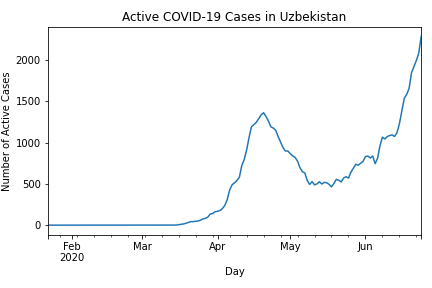 Active COVID-19 Cases in Uzbekistan
Number of Active Cases
2000
1500
1000
500
0
Feb
2020
Mar
Apr
May
Jun
Day